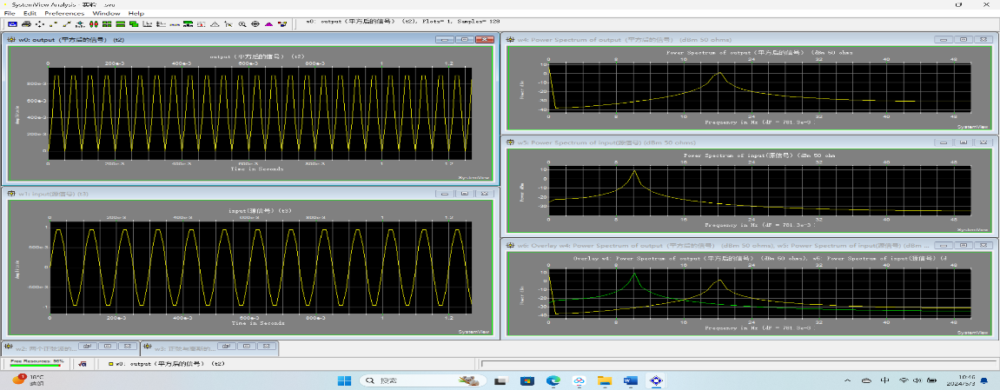 SystemView Analysis - 实验 .svu
File Edit Preferences Window Help
w0: output (平方后的信号) (t2), Plots= 1, Samples= 128
w0: output (平方后的信号) (t2)
output (平方后的信号) (t2)
0 200e-3 400e-3 600e-3 800e-3 1 1.2
800e-3
600e-3
400e-3
200e-3
0
Amplitude
0 200e-3 400e-3 600e-3 800e-3 1 1.2
Time in Seconds
SystemView
w1: input(源信号) (t3)
input(源信号) (t3)
0 200e-3 400e-3 600e-3 800e-3 1 1.2
1
500e-3
0
-500e-3
-1
Amplitude
0 200e-3 400e-3 600e-3 800e-3 1 1.2
Time in Seconds
SystemView
w4: Power Spectrum of output (平方后的信号) (dBm 50 ohms)
Power Spectrum of output (平方后的信号) (dBm 50 ohms
0 8 16 24 32 40 48
10
0
-10
-20
-30
-40
Power dBm
0 8 16 24 32 40 48
Frequency in Hz (dF = 781.3e-3
SystemView
w5: Power Spectrum of input(源信号) (dBm 50 ohms)
Power Spectrum of input(源信号) (dBm 50 ohm
0 8 16 24 32 40 48
10
0
-10
-20
-30
Power dBm
0 8 16 24 32 40 48
Frequency in Hz (dF = 781.3e-3
SystemView
w6: Overlay w4: Power Spectrum of output (平方后的信号) (dBm 50 ohms), w5: Power Spectrum of input(源信号) (dBm ...
Overlay w4: Power Spectrum of output (平方后的信号) (dBm 50 ohms), w5: Power Spectrum of input(源信号) (d
0 8 16 24 32 40 48
10
0
-10
-20
-30
-40
Power dBm
0 8 16 24 32 40 48
Frequency in Hz (dF = 781.3e-3
SystemView
w2: 两个正弦波的...
w3:
Free Resources: 96%
w0: output (平方后的信号) (t2)
1
18°C
晴朗
搜索
中
10:46
2024/5/3